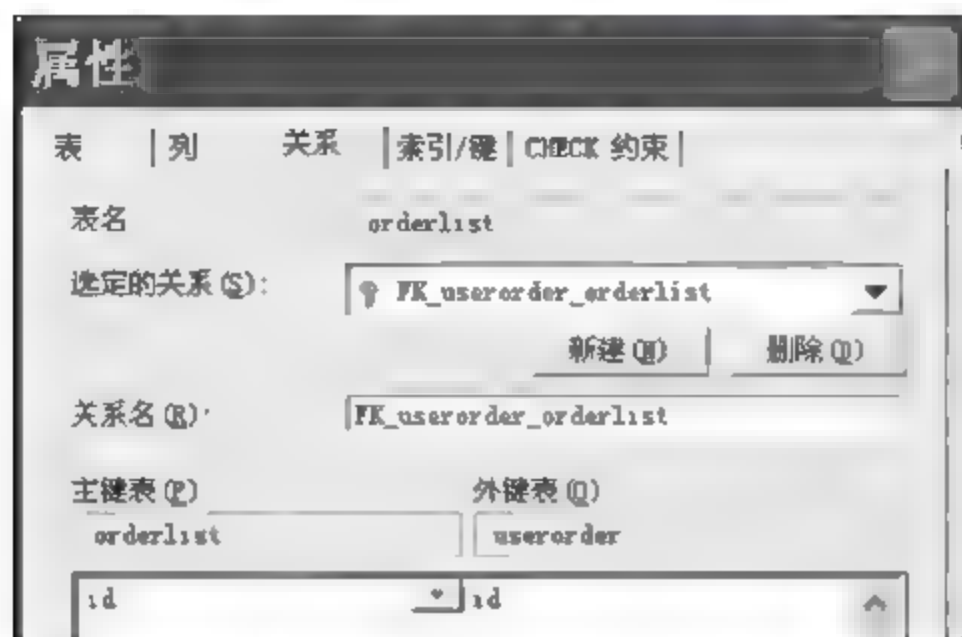 属性
表 列 关系 索引/键 CHECK 约束
表名 orderlist
选定的关系(S): FK_userorder_orderlist
新建(N) 删除(D)
关系名(R): FK_userorder_orderlist
主键表(P) 外键表(O)
orderlist userorder
id id